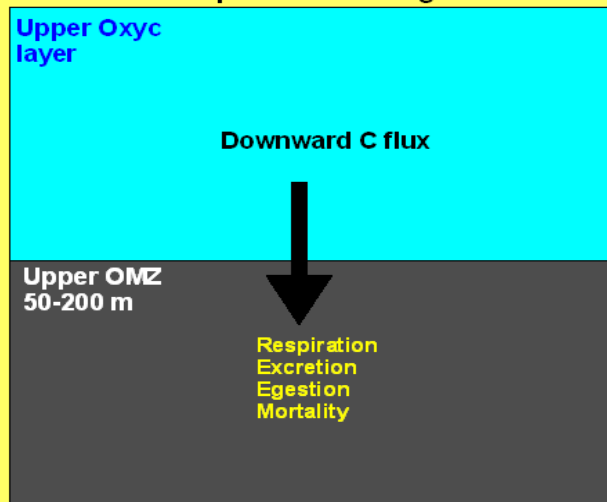 Upper Oxyc
layer
Downward C flux
Upper OMZ
50-200 m
Respiration
Excretion
Egestion
Mortality